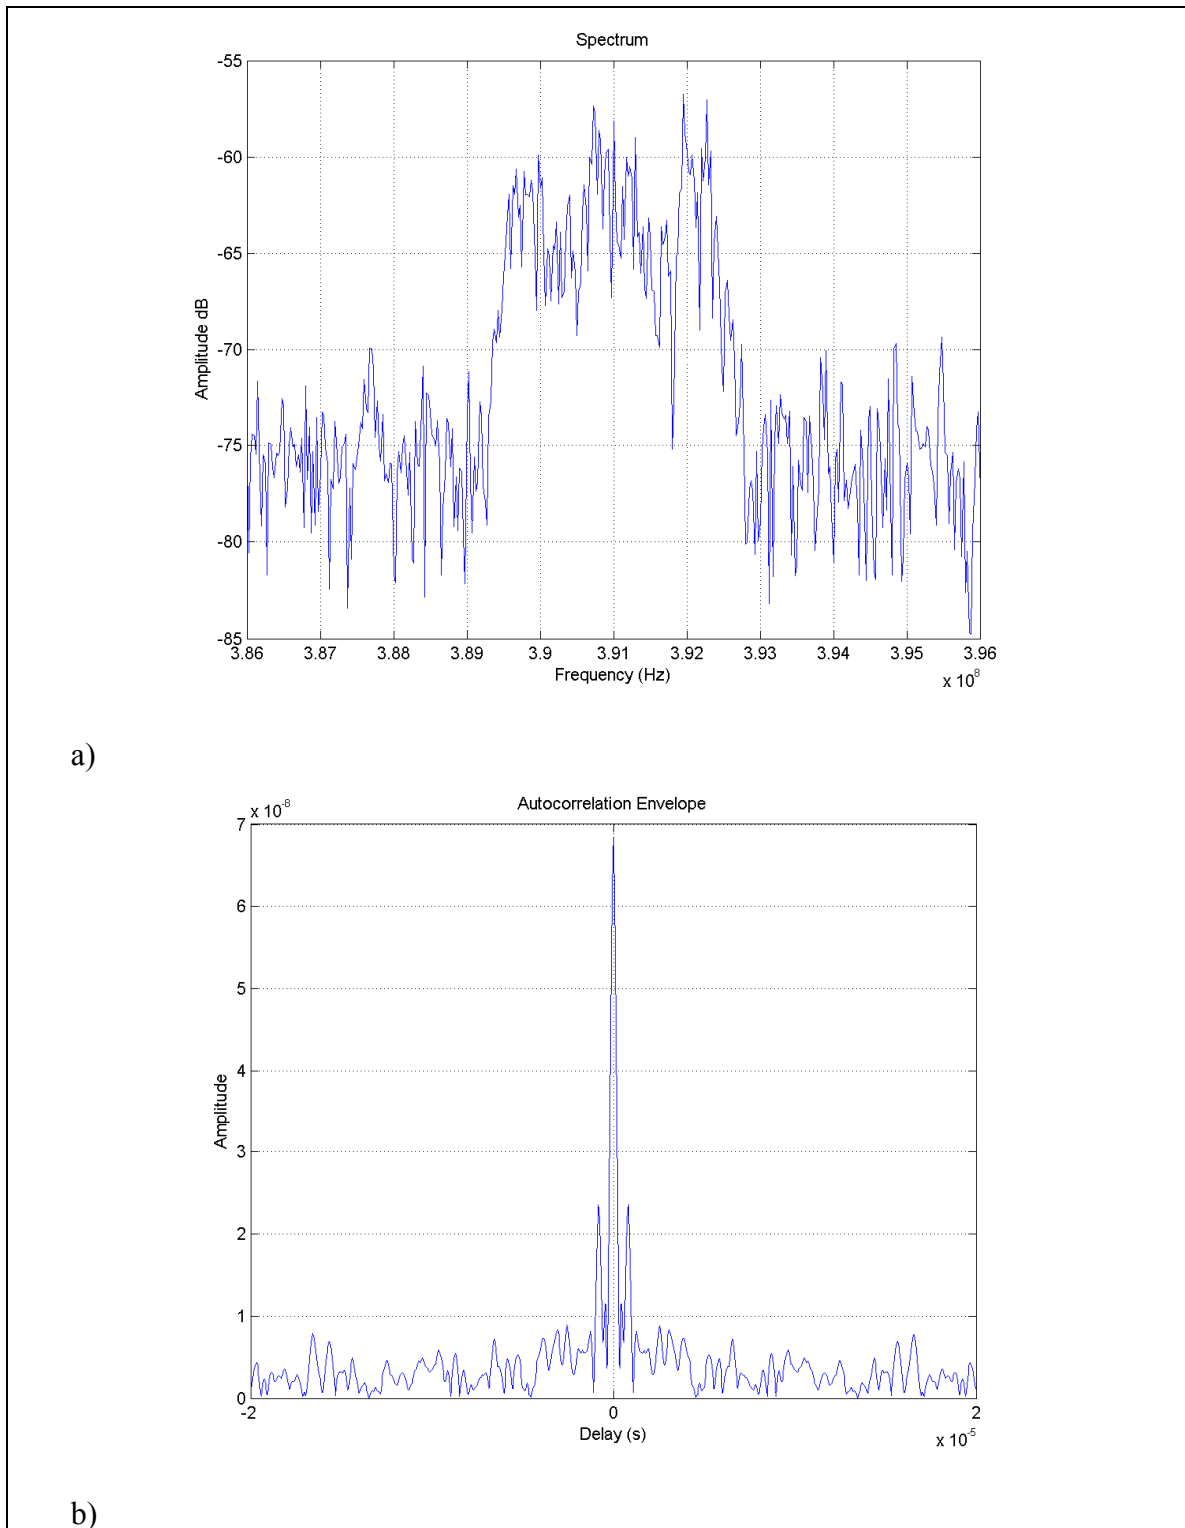 Spectrum
-55
-60
-65
-70
-75
-80
-85
Amplitude dB
3.86 3.87 3.88 3.89 3.9 3.91 3.92 3.93 3.94 3.95 3.96
Frequency (Hz)
x 10^8
a)
Autocorrelation Envelope
x 10^-8
7
6
5
4
3
2
1
0
Amplitude
-2 0 2
Delay (s)
x 10^-5
b)